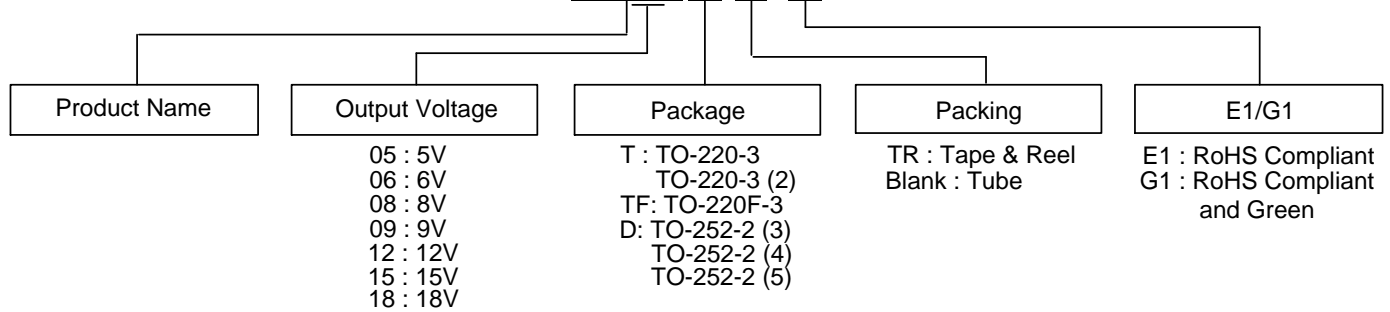 Product Name
Output Voltage
05 : 5V
06 : 6V
08 : 8V
09 : 9V
12 : 12V
15 : 15V
18 : 18V
Package
T : TO-220-3
TO-220-3 (2)
TF: TO-220F-3
D: TO-252-2 (3)
TO-252-2 (4)
TO-252-2 (5)
Packing
TR : Tape & Reel
Blank : Tube
E1/G1
E1 : RoHS Compliant
G1 : RoHS Compliant
and Green